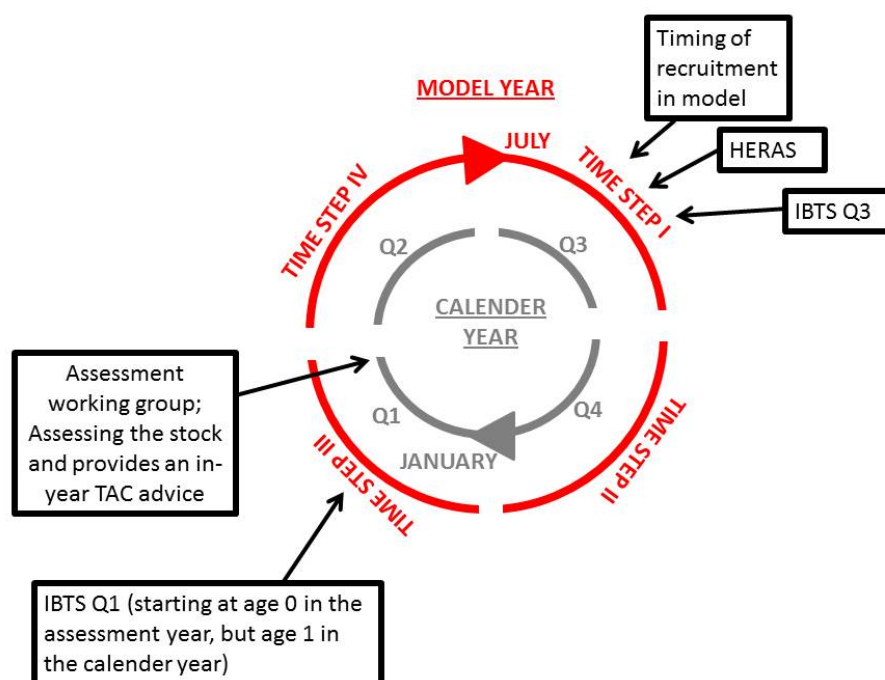 Timing of
recruitment
in model
MODEL YEAR
JULY
HERAS
TIME STEP IV
TIME STEP I
IBTS Q3
Q2
Q3
CALENDER
YEAR
Assessment
working group;
Assessing the stock
and provides an in-
year TAC advice
Q1
Q4
JANUARY
TIME STEP III
TIME STEP II
IBTS Q1 (starting at age 0 in the
assessment year, but age 1 in
the calender year)